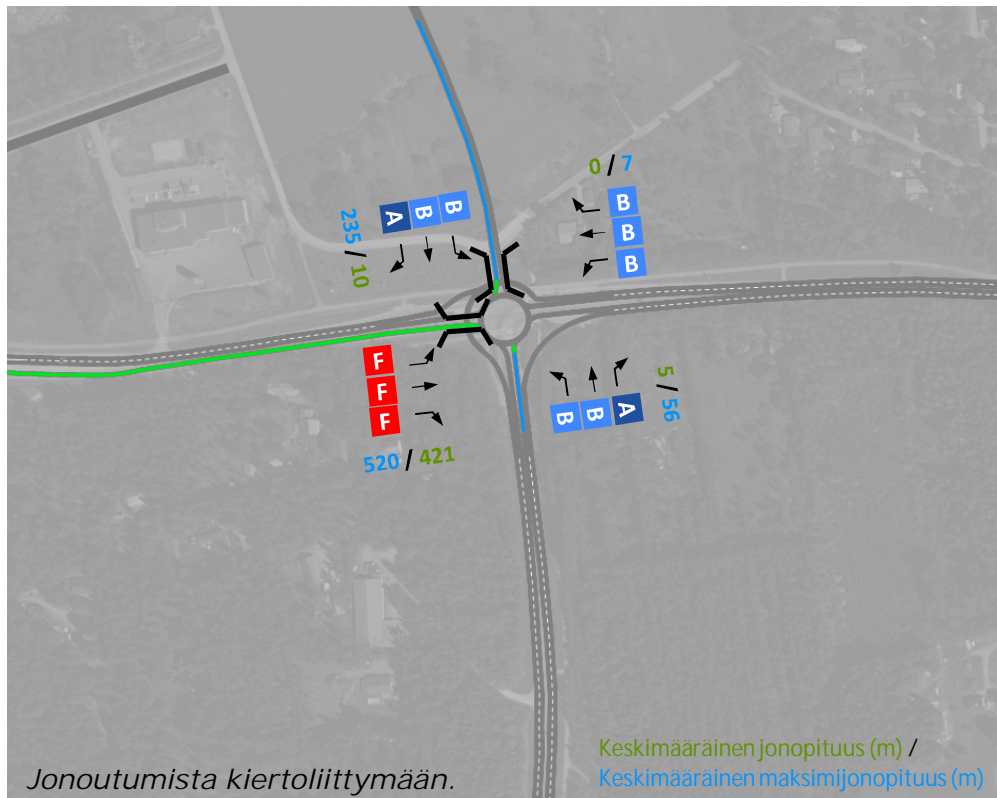 0 / 7
B
B
B
A B B
235 / 10
F
F
F
520 / 421
B B A
5 / 56
Jonoutumista kiertoliittymään.
Keskimääräinen jonopituus (m) /
Keskimääräinen maksimijonopituus (m)